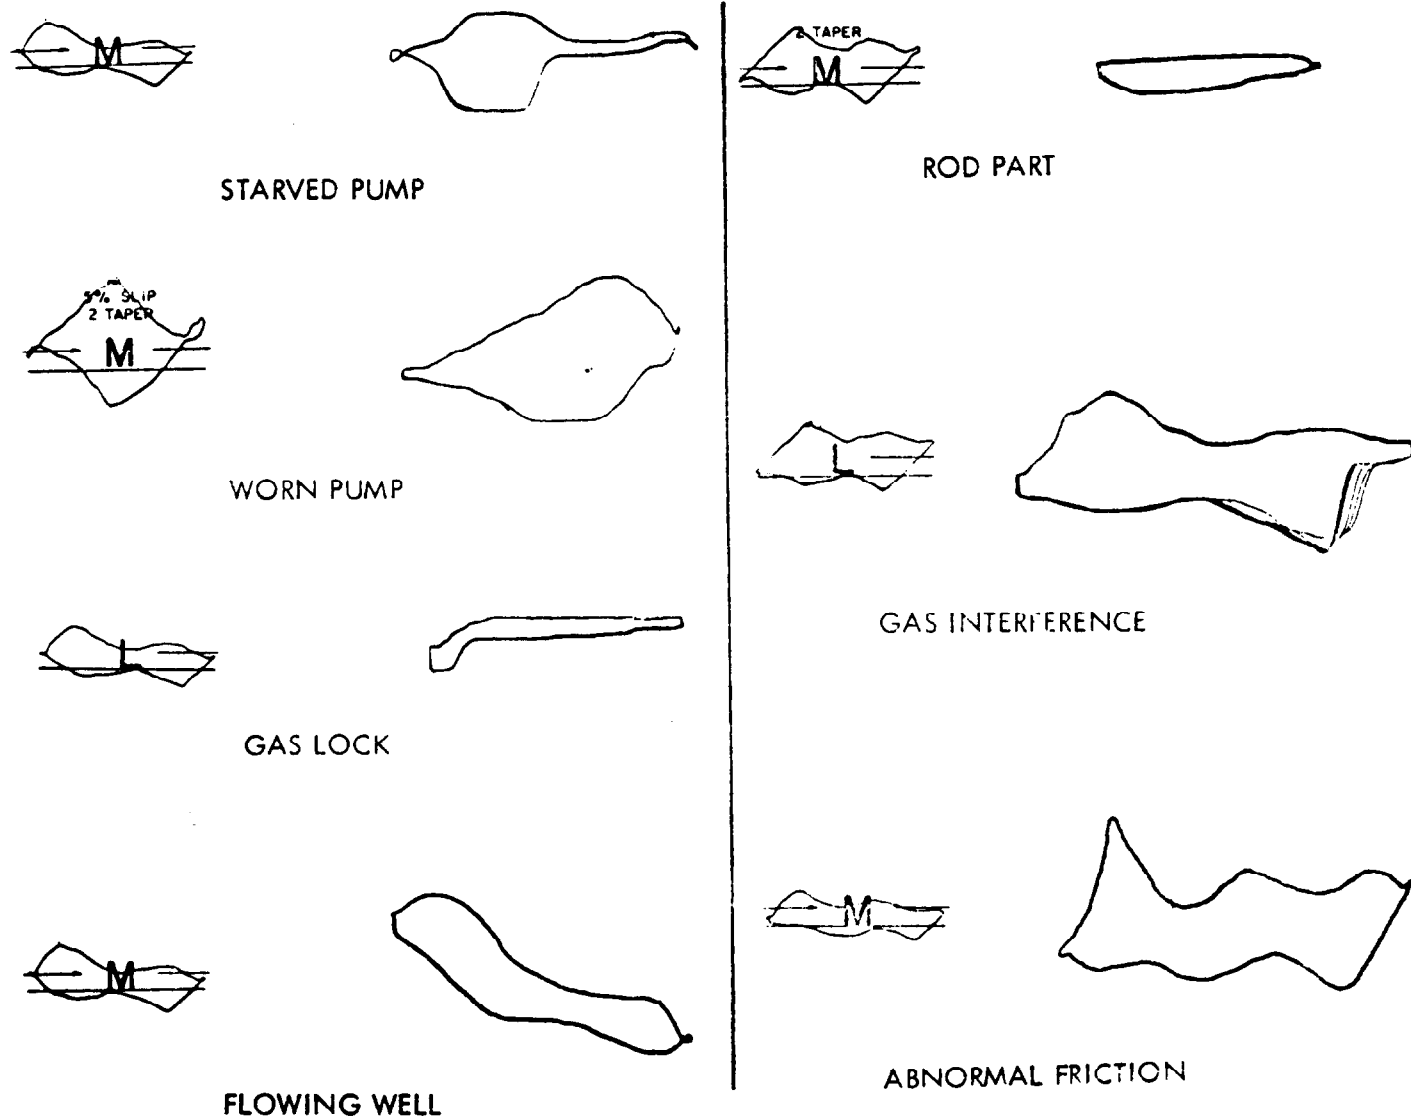 M
STARVED PUMP
5% SLIP
2 TAPER
M
WORN PUMP
L
GAS LOCK
M
FLOWING WELL
2 TAPER
M
ROD PART
L
GAS INTERFERENCE
M
ABNORMAL FRICTION